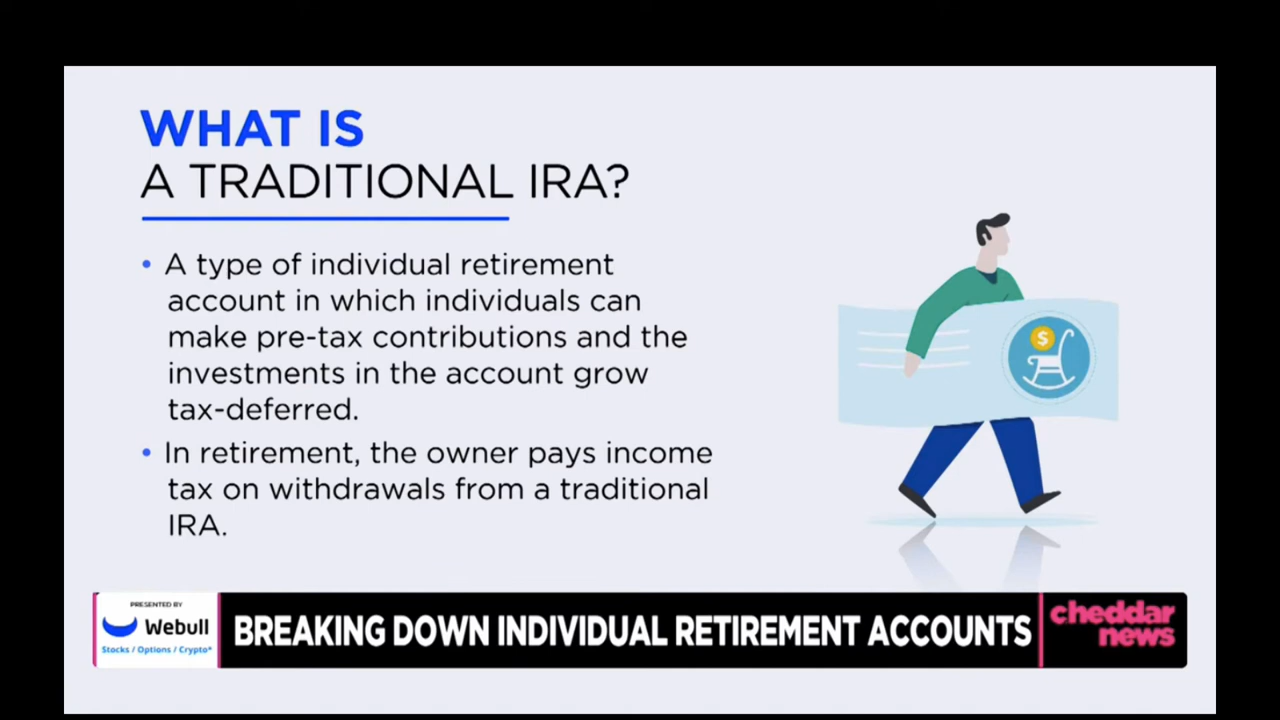 WHAT IS
A TRADITIONAL IRA?
• A type of individual retirement
account in which individuals can
make pre-tax contributions and the
investments in the account grow
tax-deferred.
• In retirement, the owner pays income
tax on withdrawals from a traditional
IRA.
$
PRESENTED BY
Webull
Stocks / Options / Crypto*
BREAKING DOWN INDIVIDUAL RETIREMENT ACCOUNTS
cheddar
news